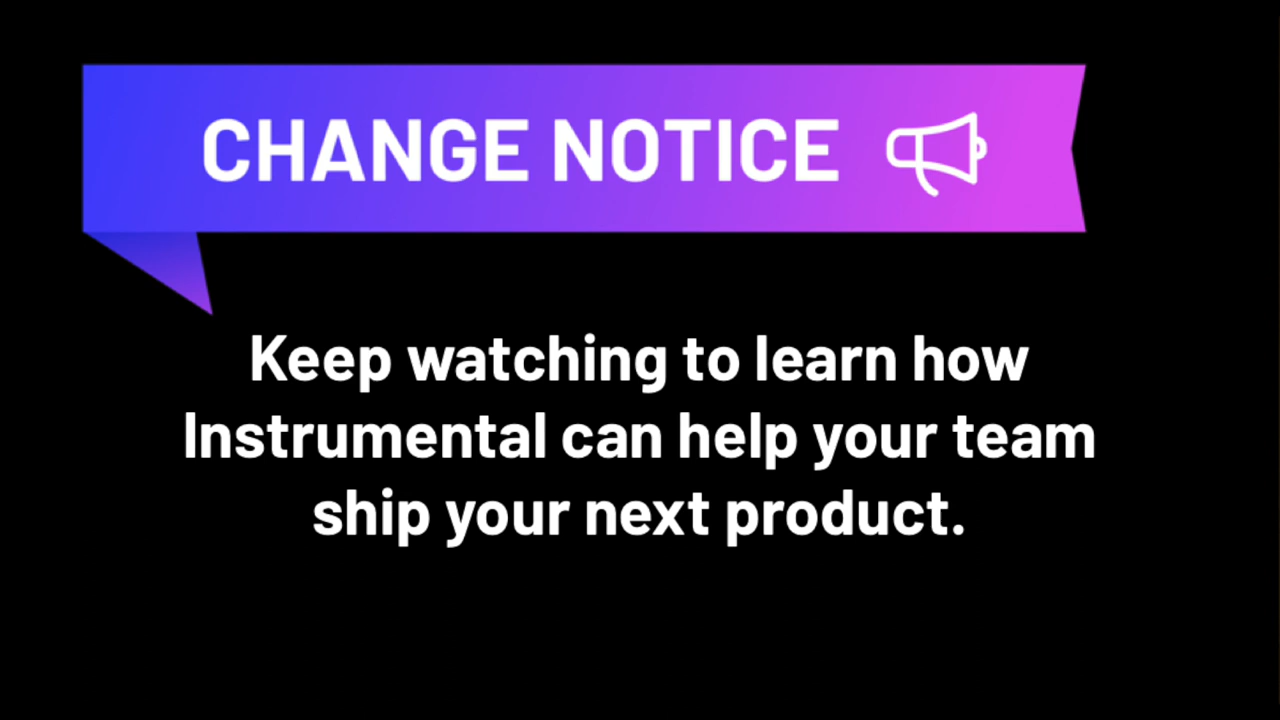 CHANGE NOTICE
Keep watching to learn how
Instrumental can help your team
ship your next product.